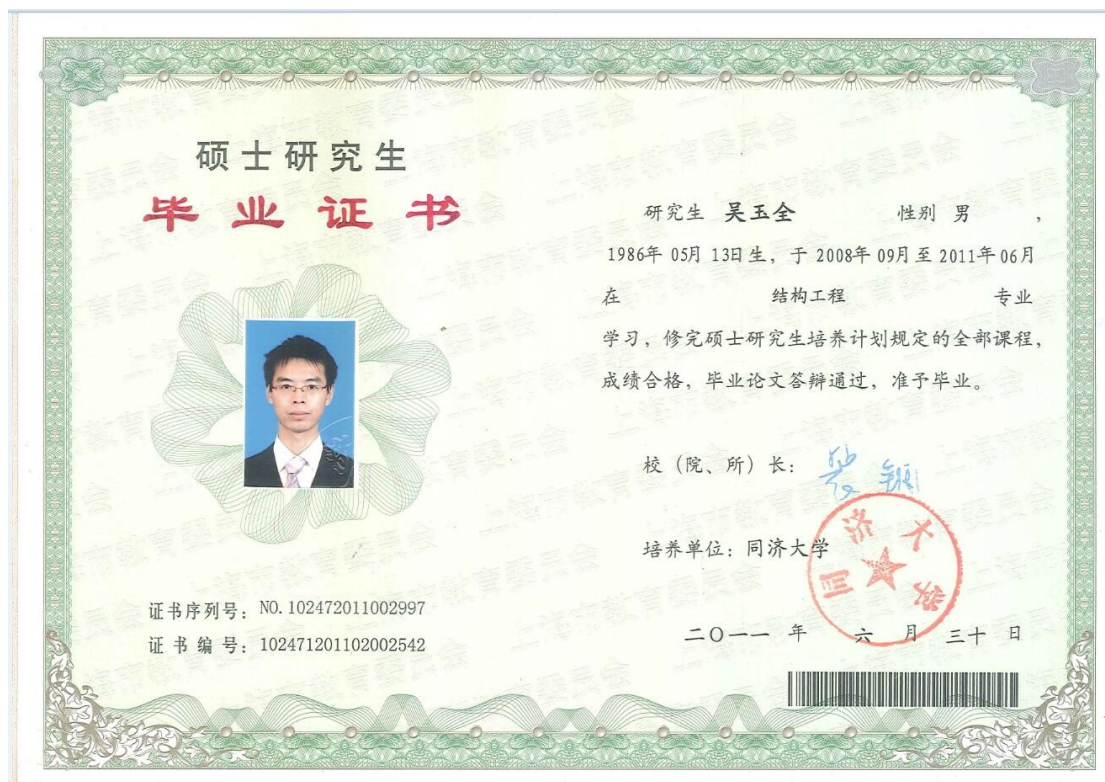 硕士研究生
毕业证书
研究生 吴玉全 性别 男 ，
1986年 05月 13日生，于 2008年 09月 至 2011年 06月
在 结构工程 专业
学习，修完硕士研究生培养计划规定的全部课程，
成绩合格，毕业论文答辩通过，准予毕业。
校（院、所）长：裴钢
培养单位：同济大学
同济大学
证书序列号：NO.102472011002997
证书编号：102471201102002542
二〇一一 年 六 月 三十 日